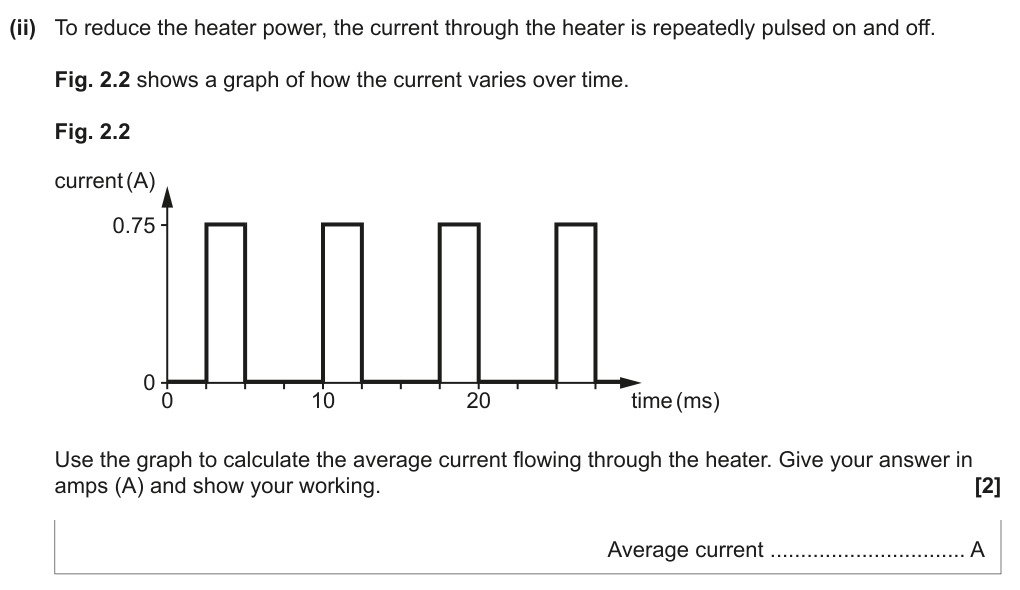 (ii) To reduce the heater power, the current through the heater is repeatedly pulsed on and off.
Fig. 2.2 shows a graph of how the current varies over time.
Fig. 2.2
current (A)
0.75
0
0 10 20 time (ms)
Use the graph to calculate the average current flowing through the heater. Give your answer in
amps (A) and show your working. [2]
Average current ................................ A